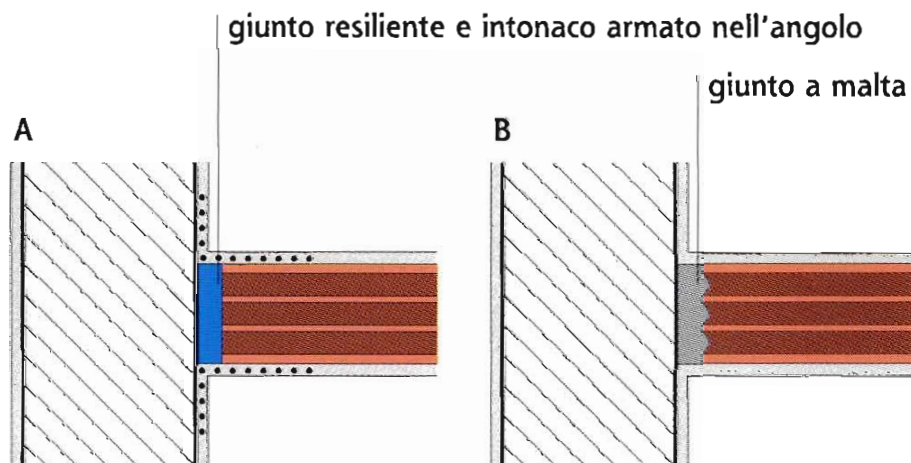 giunto resiliente e intonaco armato nell'angolo
giunto a malta
A
B